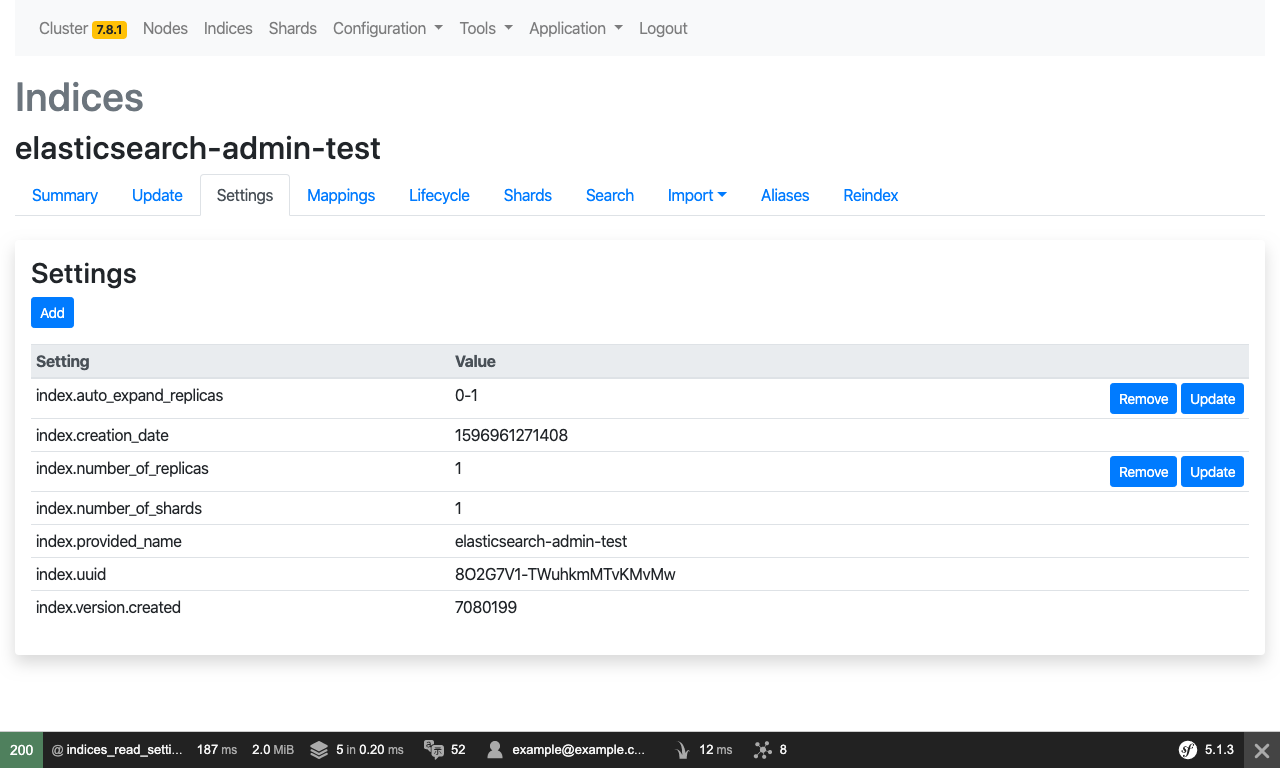 Cluster 7.8.1 Nodes Indices Shards Configuration Tools Application Logout
Indices
elasticsearch-admin-test
Summary Update Settings Mappings Lifecycle Shards Search Import Aliases Reindex
Settings
Add
Setting Value
index.auto_expand_replicas 0-1 Remove Update
index.creation_date 1596961271408
index.number_of_replicas 1 Remove Update
index.number_of_shards 1
index.provided_name elasticsearch-admin-test
index.uuid 8O2G7V1-TWuhkmMTvKMvMw
index.version.created 7080199
200 @ indices_read_setti... 187 ms 2.0 MiB 5 in 0.20 ms 52 example@example.c... 12 ms 8 5.1.3